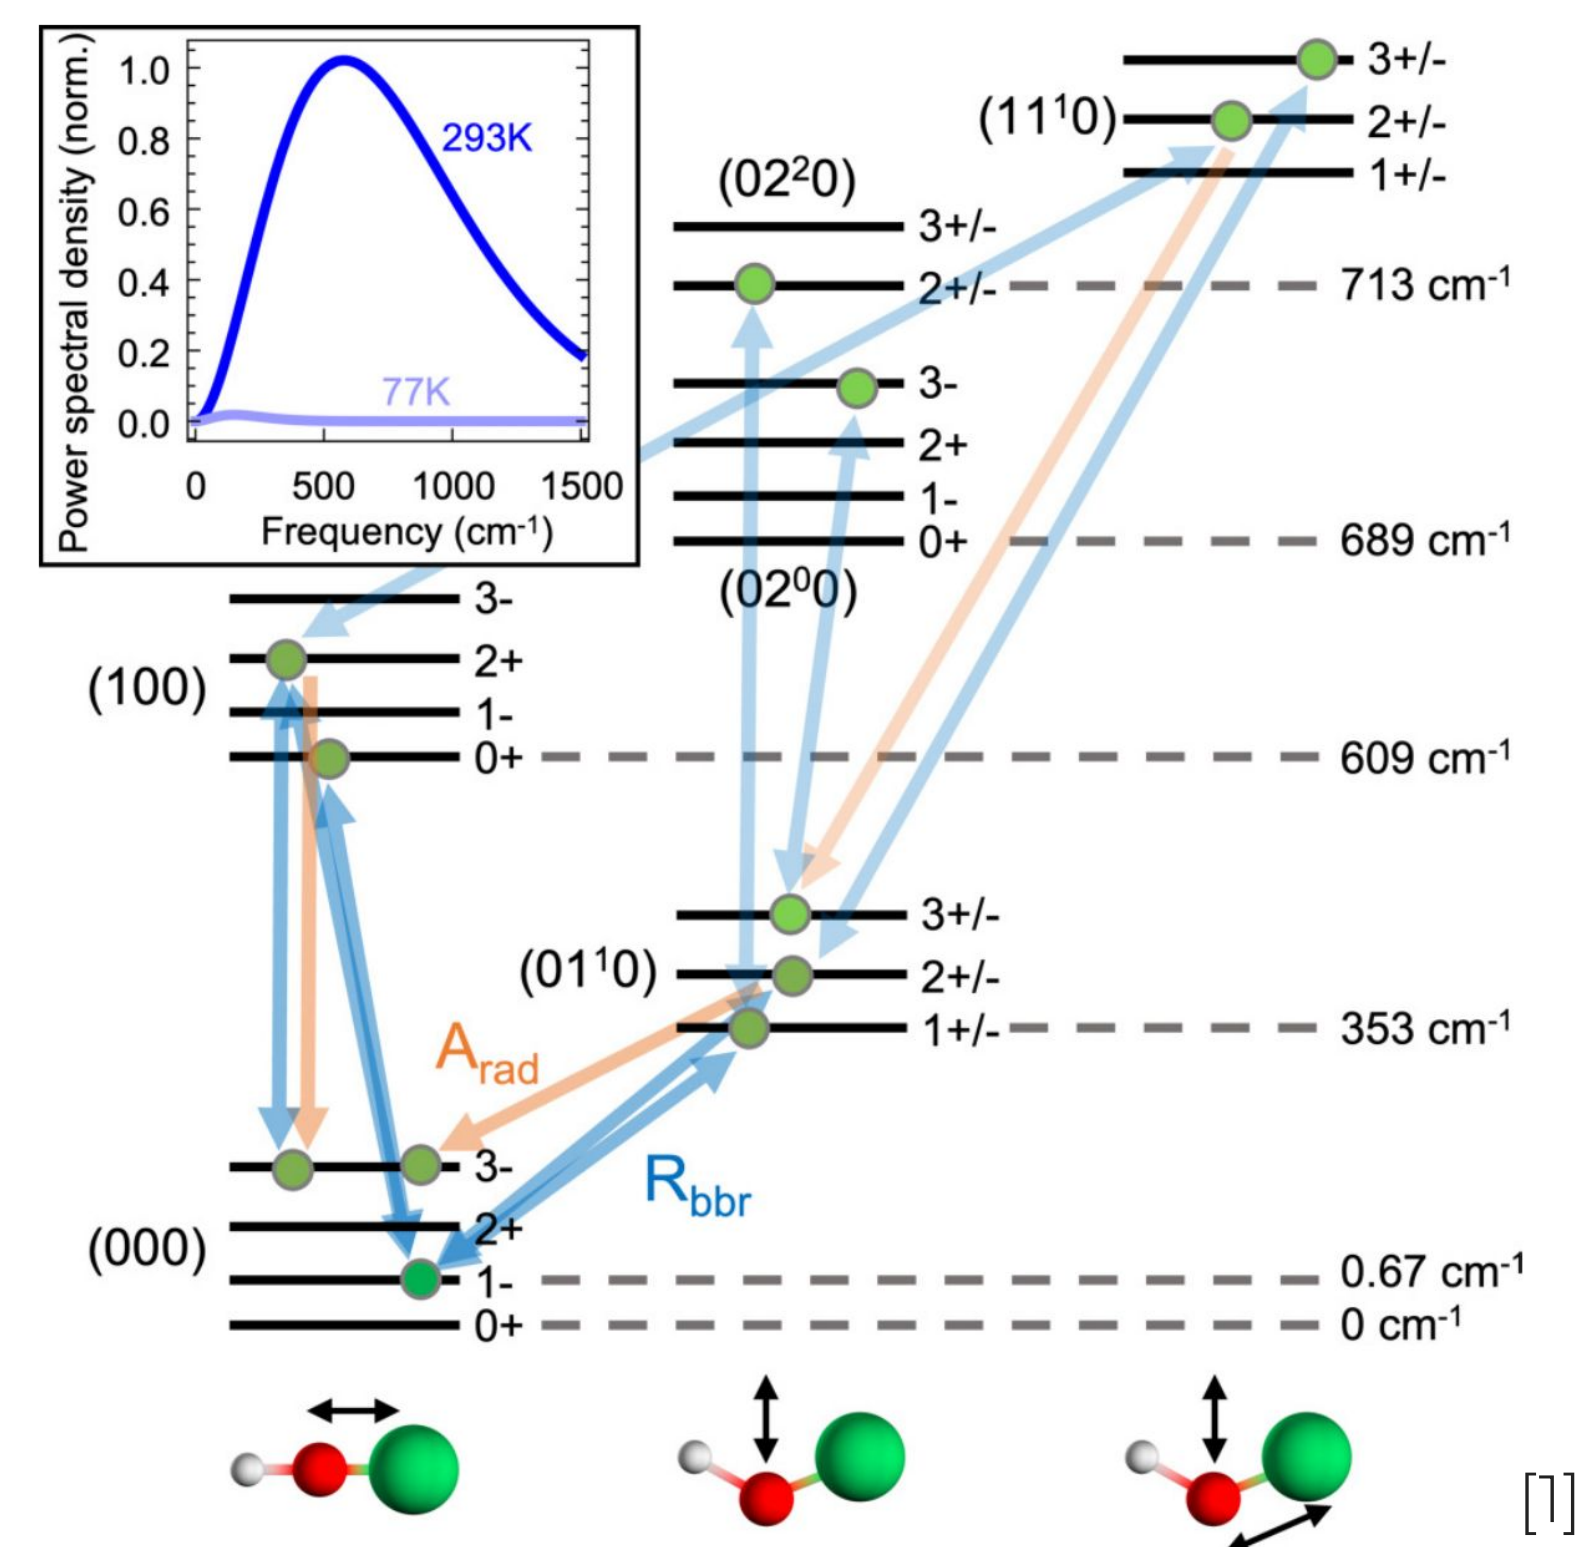 Power spectral density (norm.)
1.0
0.8
0.6
0.4
0.2
0.0
293K
77K
0 500 1000 1500
Frequency (cm⁻¹)
(11¹0)
3+/-
2+/-
1+/-
(02²0)
3+/-
2+/-
713 cm⁻¹
3-
2+
1-
0+
689 cm⁻¹
(02⁰0)
(100)
3-
2+
1-
0+
609 cm⁻¹
(01¹0)
3+/-
2+/-
1+/-
353 cm⁻¹
A_rad
R_bbr
(000)
3-
2+
1-
0.67 cm⁻¹
0+
0 cm⁻¹
[1]